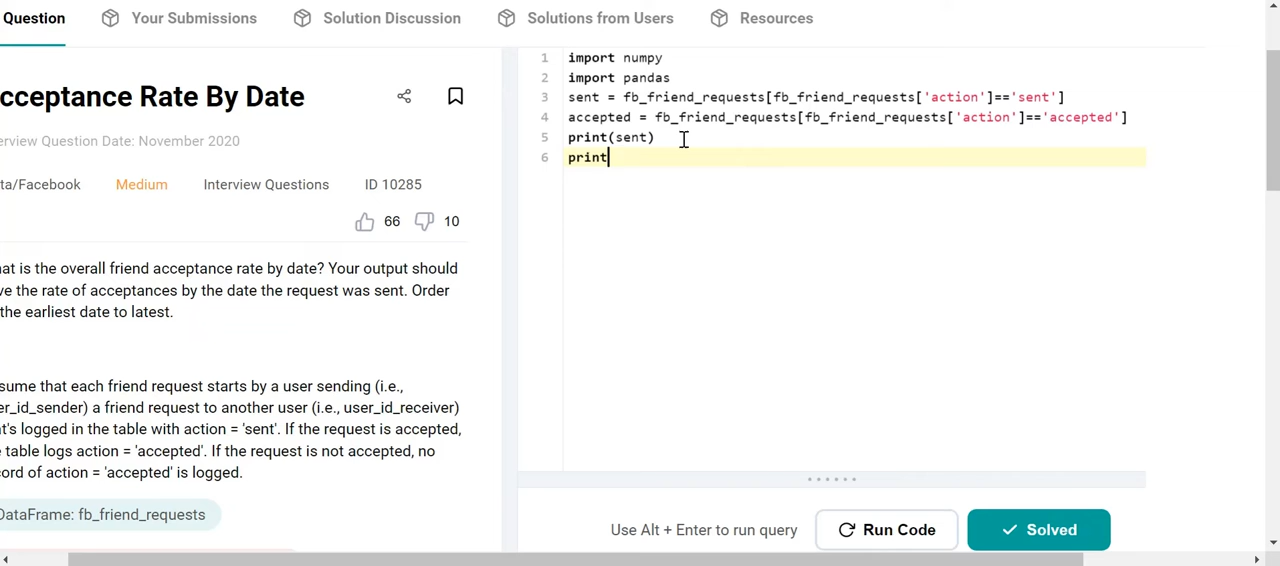 Question
Your Submissions
Solution Discussion
Solutions from Users
Resources
cceptance Rate By Date
erview Question Date: November 2020
ta/Facebook
Medium
Interview Questions
ID 10285
66
10
at is the overall friend acceptance rate by date? Your output should
ve the rate of acceptances by the date the request was sent. Order
the earliest date to latest.
sume that each friend request starts by a user sending (i.e.,
er_id_sender) a friend request to another user (i.e., user_id_receiver)
at's logged in the table with action = 'sent'. If the request is accepted,
e table logs action = 'accepted'. If the request is not accepted, no
cord of action = 'accepted' is logged.
DataFrame: fb_friend_requests
1 import numpy
2 import pandas
3 sent = fb_friend_requests[fb_friend_requests['action']=='sent']
4 accepted = fb_friend_requests[fb_friend_requests['action']=='accepted']
5 print(sent)
6 print
Use Alt + Enter to run query
Run Code
Solved